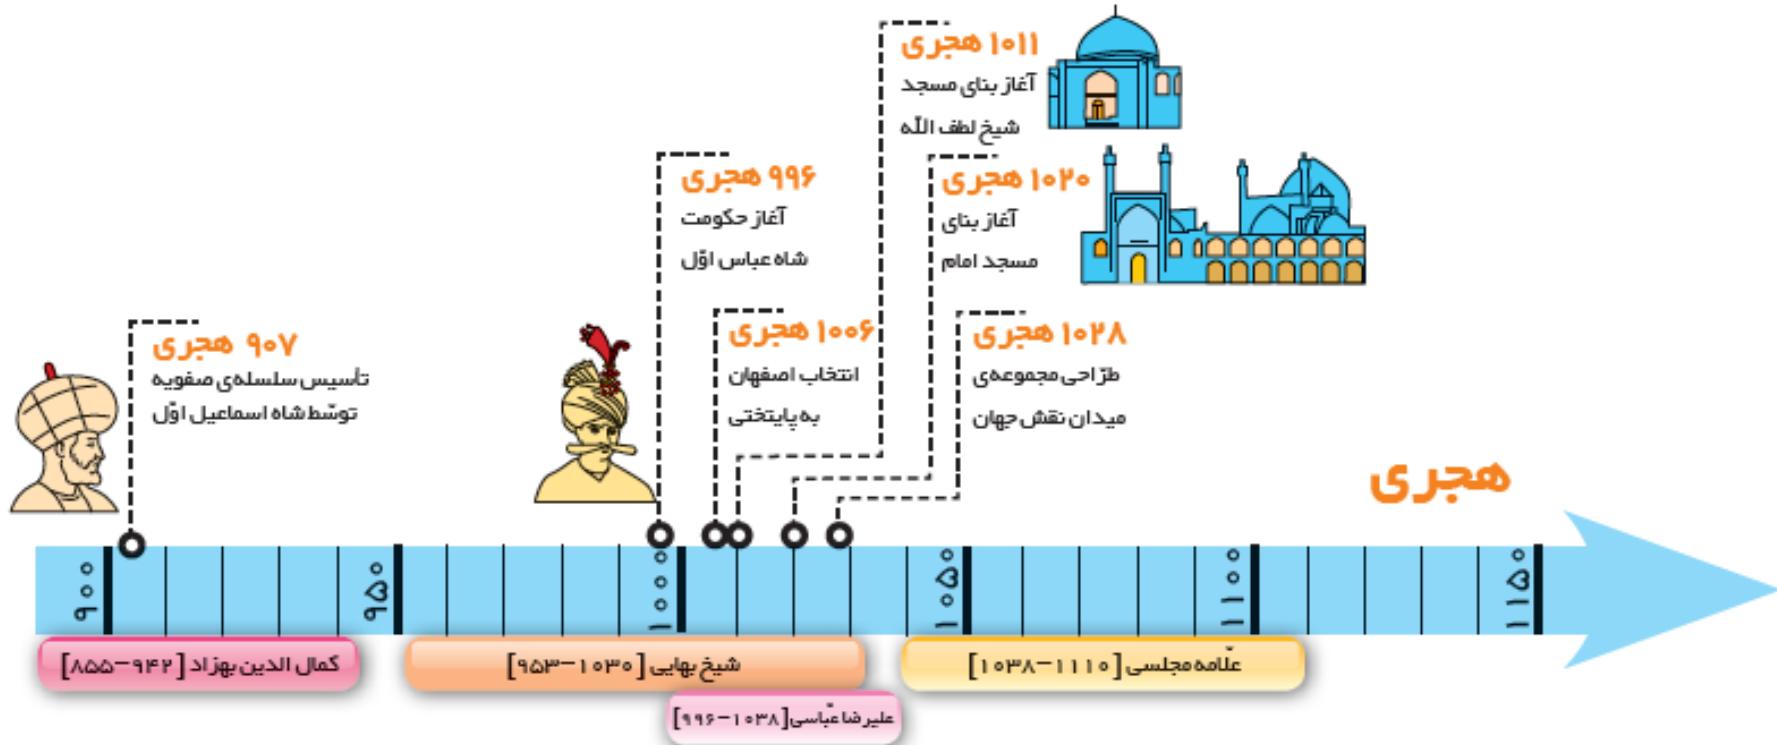 ۱۰۱۱ هجری
آغاز بنای مسجد
شیخ لطف اللّه
۹۹۶ هجری
آغاز حکومت
شاه عباس اوّل
۱۰۲۰ هجری
آغاز بنای
مسجد امام
۹۰۷ هجری
تأسیس سلسله‌ی صفویه
توسّط شاه اسماعیل اوّل
۱۰۰۶ هجری
انتخاب اصفهان
به پایتختی
۱۰۲۸ هجری
طرّاحی مجموعه‌ی
میدان نقش جهان
هجری
۹۰۰
۹۵۰
۱۰۰۰
۱۰۵۰
۱۱۰۰
۱۱۵۰
کمال الدین بهزاد [۸۵۵-۹۴۲]
شیخ بهایی [۹۵۳-۱۰۳۰]
علّامه مجلسی [۱۰۳۸-۱۱۱۰]
علیرضا عبّاسی [۹۹۶-۱۰۳۸]